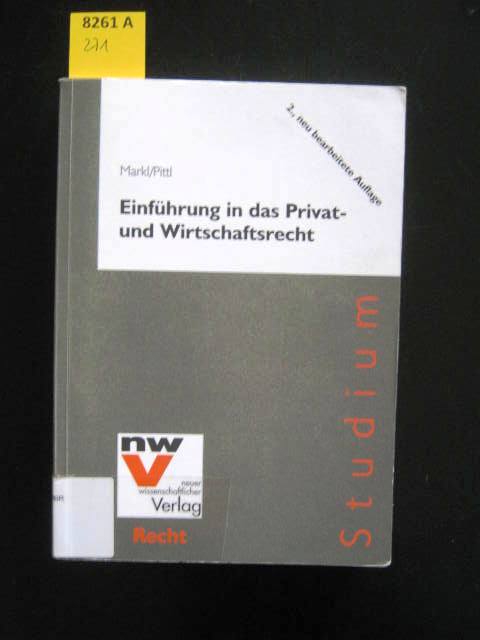 8261 A
271
2., neu bearbeitete Auflage
Markl/Pittl
Einführung in das Privat-
und Wirtschaftsrecht
Studium
nw
V
neuer
wissenschaftlicher
Verlag
Recht